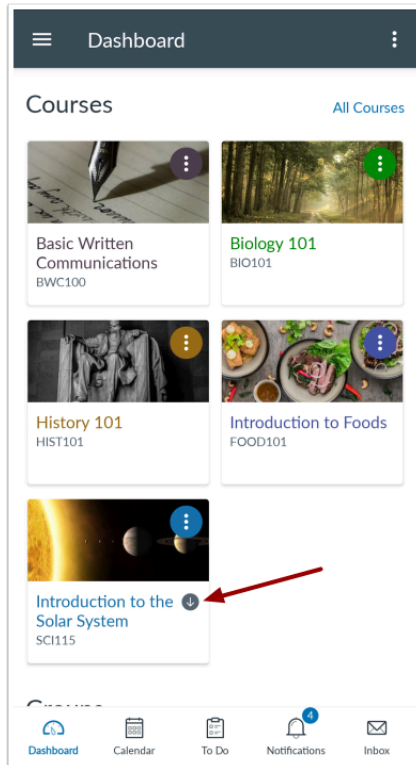 Dashboard
Courses
All Courses
Basic Written
Communications
BWC100
Biology 101
BIO101
History 101
HIST101
Introduction to Foods
FOOD101
Introduction to the
Solar System
SCI115
Groups
4
Dashboard
Calendar
To Do
Notifications
Inbox